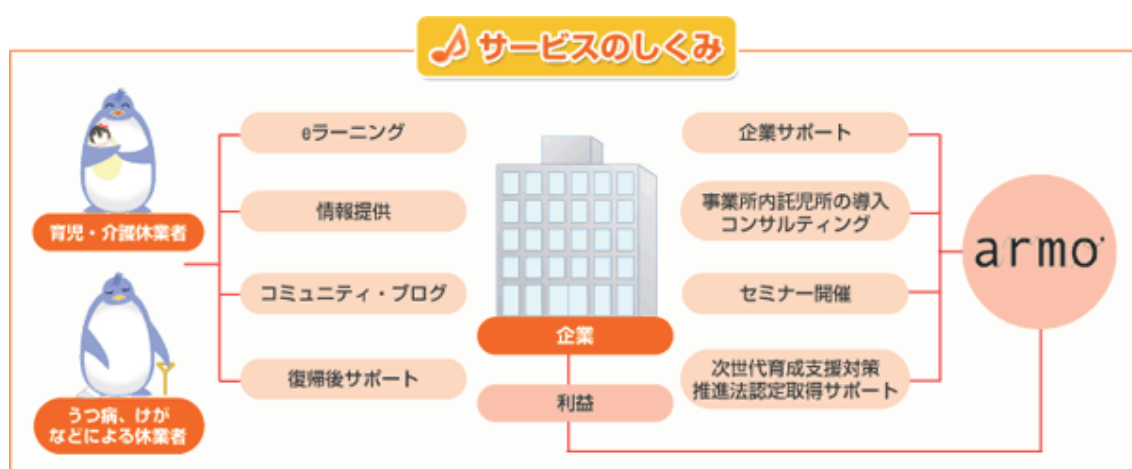 サービスのしくみ
育児・介護休業者
うつ病、けが
などによる休業者
eラーニング
情報提供
コミュニティ・ブログ
復帰後サポート
企業
利益
企業サポート
事業所内託児所の導入
コンサルティング
セミナー開催
次世代育成支援対策
推進法認定取得サポート
armo